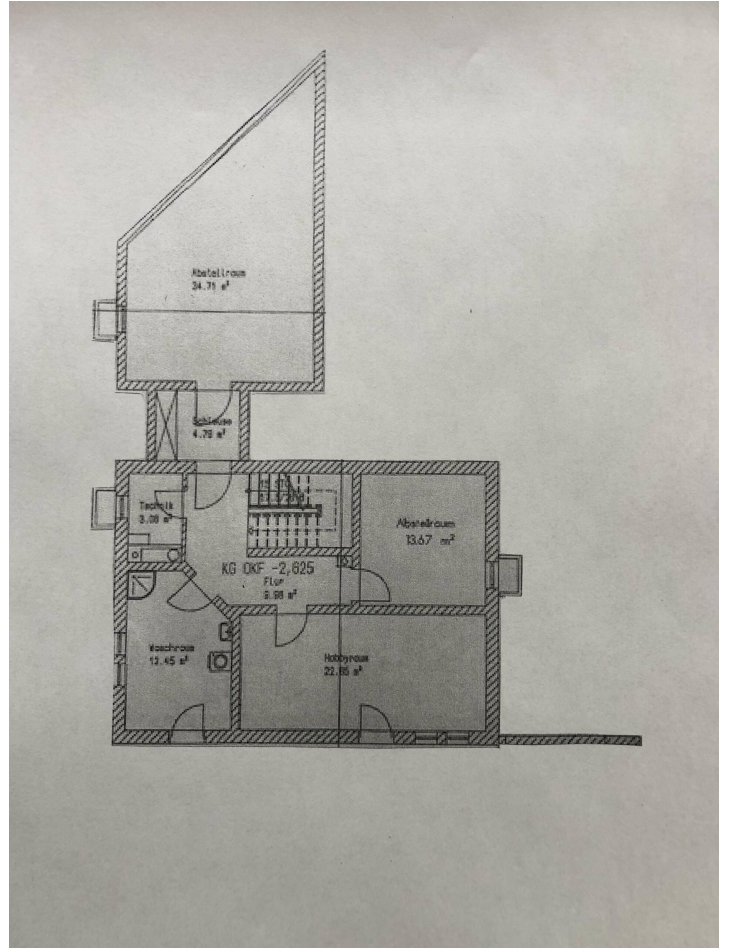 Abstellraum
34.71 m²
Schleuse
4.79 m²
Technik
3.08 m²
Abstellraum
13.67 m²
KG OKF -2,625
Flur
9.98 m²
Waschraum
13.45 m²
Hobbyraum
22.85 m²